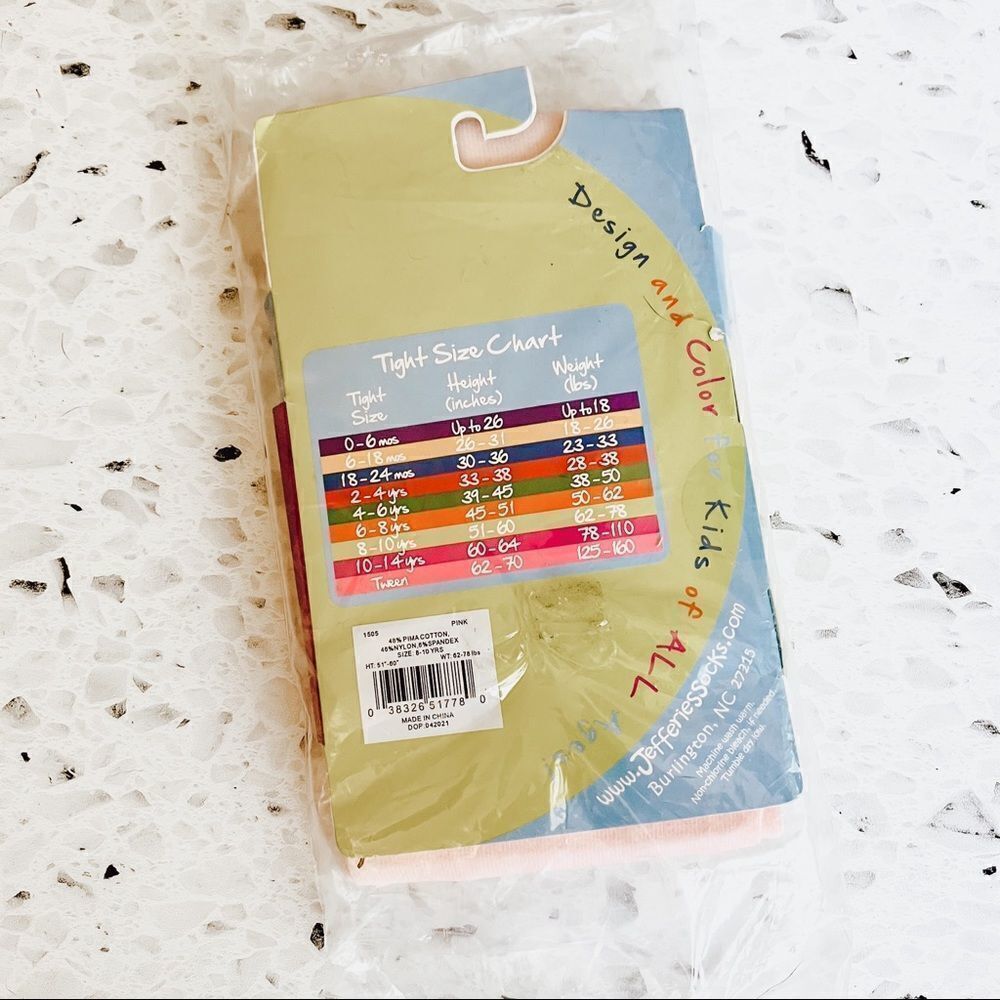 Design and Color for Kids of ALL Ages!
Tight Size Chart
Tight Size Height (inches) Weight (lbs)
0-6 mos Up to 26 Up to 18
6-18 mos 26-31 18-26
18-24 mos 30-36 23-33
2-4 yrs 33-38 28-38
4-6 yrs 39-45 38-50
6-8 yrs 45-51 50-62
8-10 yrs 51-60 62-78
10-14 yrs 60-64 78-110
Tween 62-70 125-160
1505 PINK
48% PIMA COTTON,
46%NYLON,6%SPANDEX
SIZE: 8-10 YRS
HT: 51"-60" WT: 62-78 lbs
0 38326 51778 0
MADE IN CHINA
DOP:042021
www.JefferiesSocks.com
Burlington, NC 27215
Machine wash warm.
Non-chlorine bleach, if needed.
Tumble dry low.